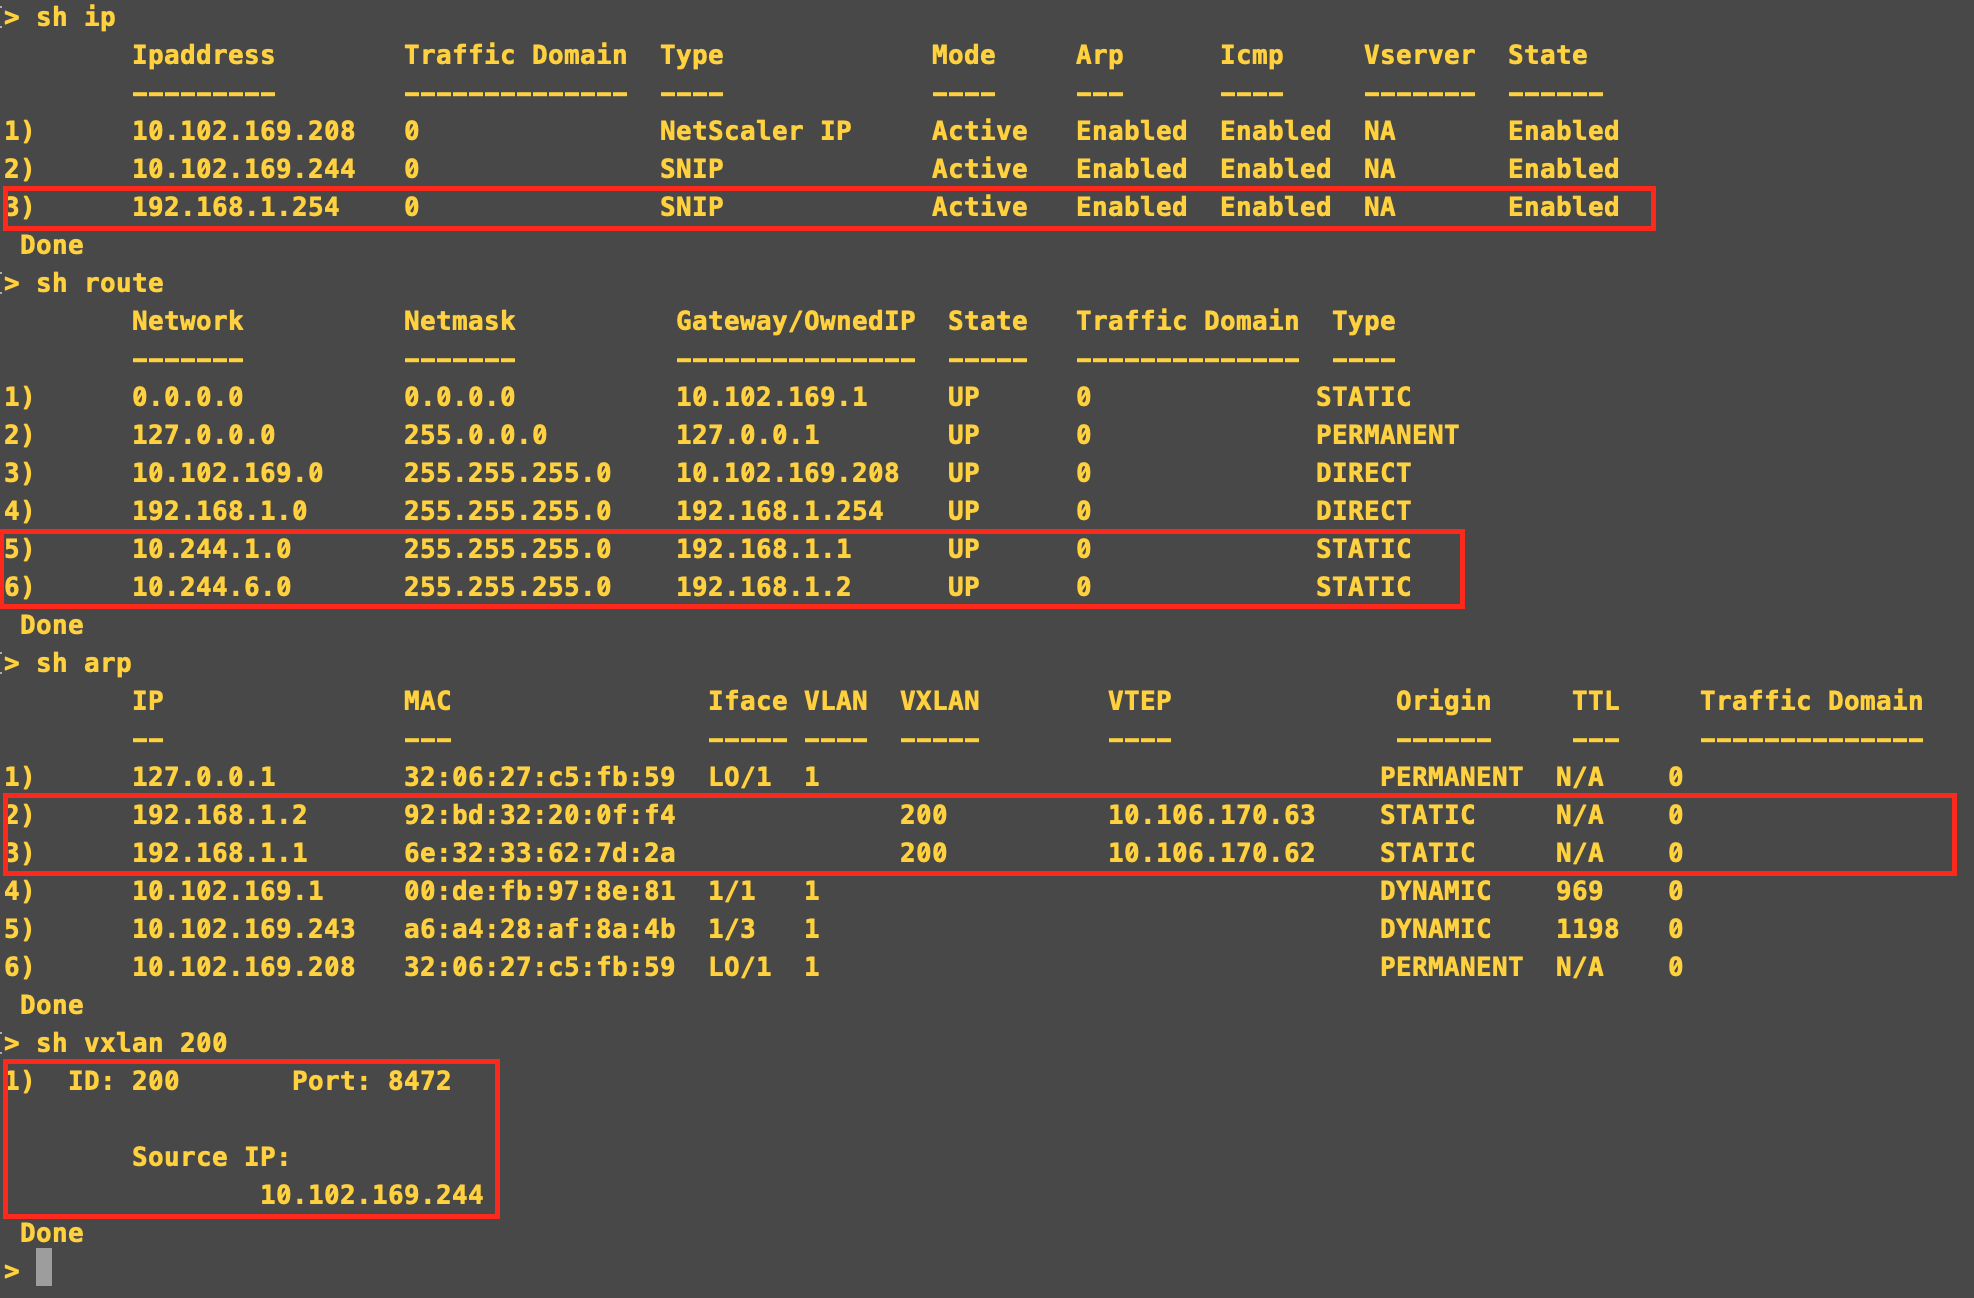 > sh ip
Ipaddress Traffic Domain Type Mode Arp Icmp Vserver State
--------- -------------- ---- ---- --- ---- ------- ------
1) 10.102.169.208 0 NetScaler IP Active Enabled Enabled NA Enabled
2) 10.102.169.244 0 SNIP Active Enabled Enabled NA Enabled
3) 192.168.1.254 0 SNIP Active Enabled Enabled NA Enabled
Done
> sh route
Network Netmask Gateway/OwnedIP State Traffic Domain Type
------- ------- --------------- ----- -------------- ----
1) 0.0.0.0 0.0.0.0 10.102.169.1 UP 0 STATIC
2) 127.0.0.0 255.0.0.0 127.0.0.1 UP 0 PERMANENT
3) 10.102.169.0 255.255.255.0 10.102.169.208 UP 0 DIRECT
4) 192.168.1.0 255.255.255.0 192.168.1.254 UP 0 DIRECT
5) 10.244.1.0 255.255.255.0 192.168.1.1 UP 0 STATIC
6) 10.244.6.0 255.255.255.0 192.168.1.2 UP 0 STATIC
Done
> sh arp
IP MAC Iface VLAN VXLAN VTEP Origin TTL Traffic Domain
-- --- ----- ---- ----- ---- ------ --- --------------
1) 127.0.0.1 32:06:27:c5:fb:59 LO/1 1 PERMANENT N/A 0
2) 192.168.1.2 92:bd:32:20:0f:f4 200 10.106.170.63 STATIC N/A 0
3) 192.168.1.1 6e:32:33:62:7d:2a 200 10.106.170.62 STATIC N/A 0
4) 10.102.169.1 00:de:fb:97:8e:81 1/1 1 DYNAMIC 969 0
5) 10.102.169.243 a6:a4:28:af:8a:4b 1/3 1 DYNAMIC 1198 0
6) 10.102.169.208 32:06:27:c5:fb:59 LO/1 1 PERMANENT N/A 0
Done
> sh vxlan 200
1) ID: 200 Port: 8472
Source IP:
10.102.169.244
Done
>